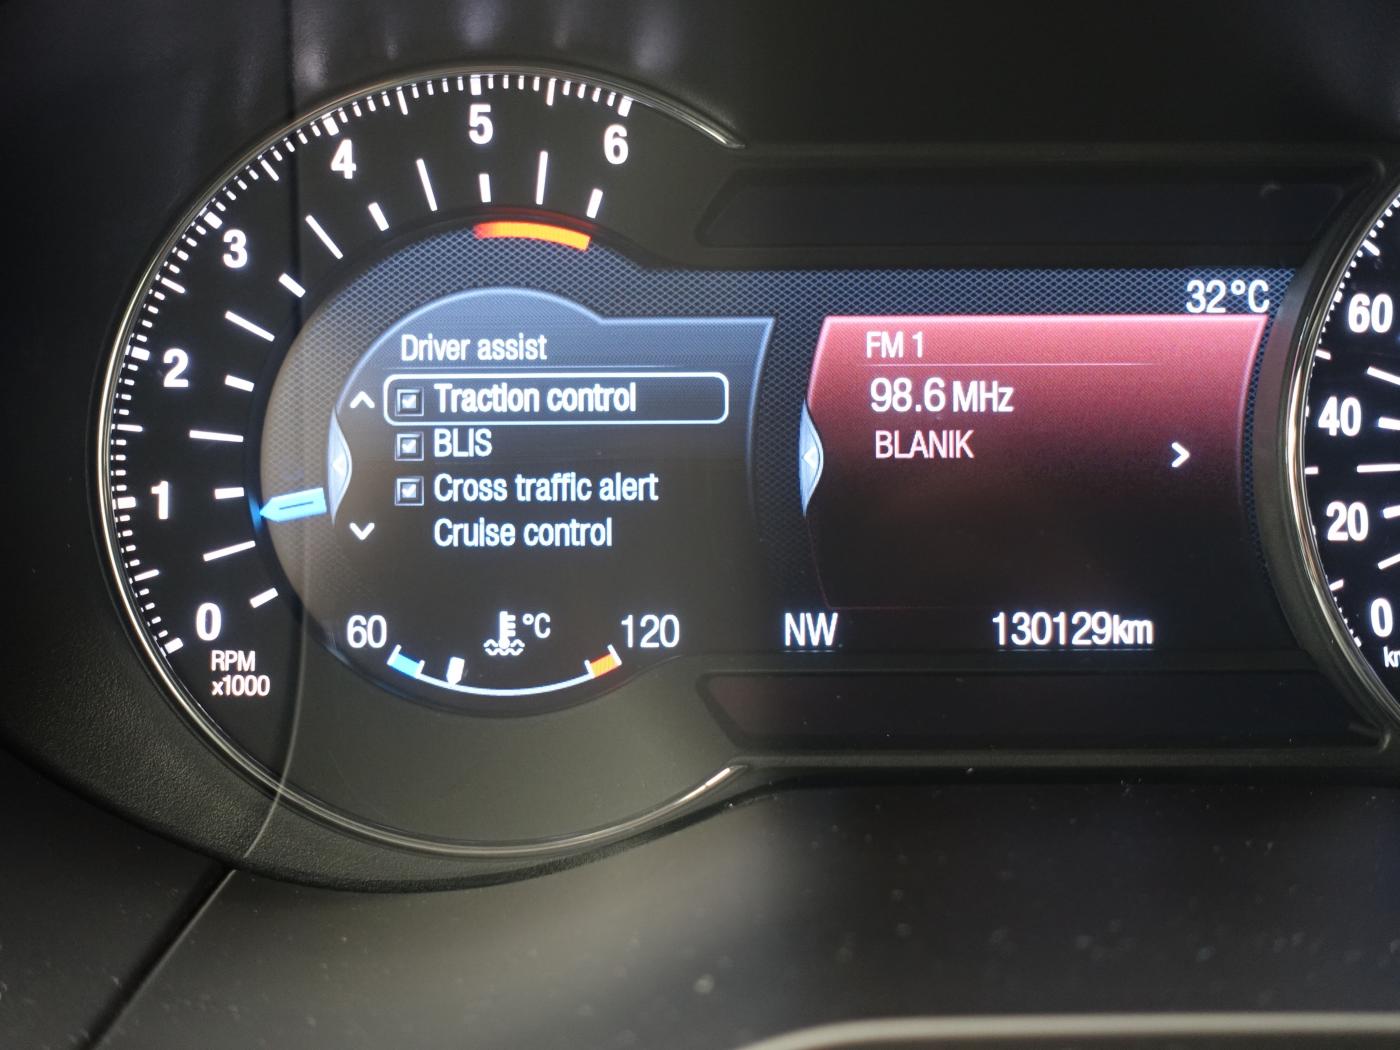 6
5
4
3
2
1
0
RPM
x1000
Driver assist
Traction control
BLIS
Cross traffic alert
Cruise control
60
°C
120
32°C
FM 1
98.6 MHz
BLANIK
NW
130129km
60
40
20
0